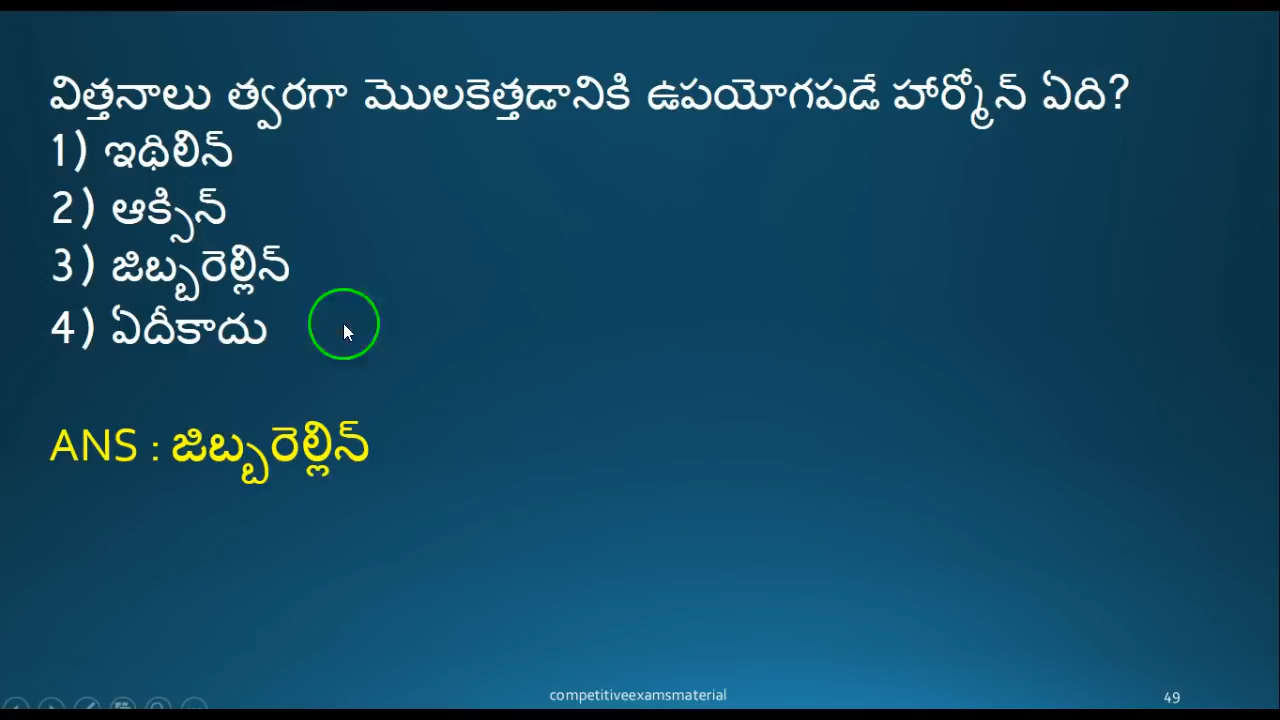 విత్తనాలు త్వరగా మొలకెత్తడానికి ఉపయోగపడే హార్మోన్ ఏది?
1) ఇథిలిన్
2) ఆక్సిన్
3) జిబ్బరెల్లిన్
4) ఏదీకాదు
ANS : జిబ్బరెల్లిన్
competitiveexamsmaterial
49